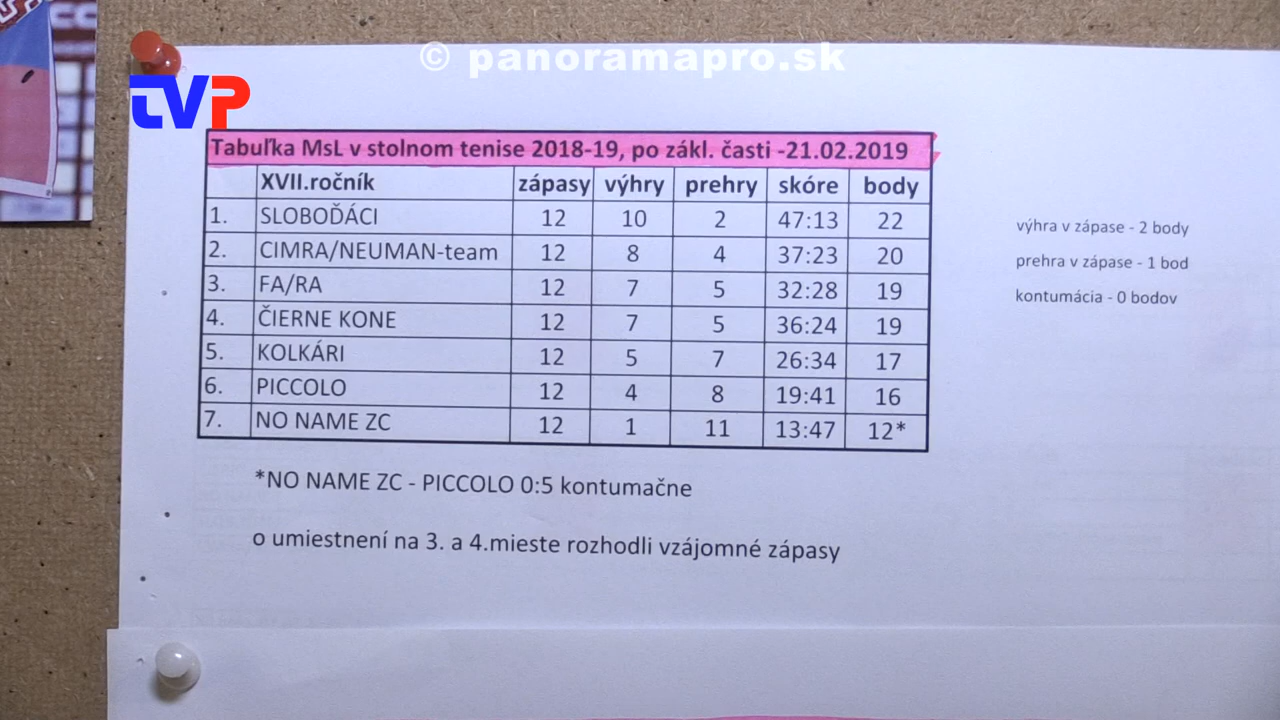 © panoramapro.sk
TVP
Tabuľka MsL v stolnom tenise 2018-19, po zákl. časti -21.02.2019
XVII.ročník zápasy výhry prehry skóre body
1. SLOBOĎÁCI 12 10 2 47:13 22
2. CIMRA/NEUMAN-team 12 8 4 37:23 20
3. FA/RA 12 7 5 32:28 19
4. ČIERNE KONE 12 7 5 36:24 19
5. KOLKÁRI 12 5 7 26:34 17
6. PICCOLO 12 4 8 19:41 16
7. NO NAME ZC 12 1 11 13:47 12*
výhra v zápase - 2 body
prehra v zápase - 1 bod
kontumácia - 0 bodov
*NO NAME ZC - PICCOLO 0:5 kontumačne
o umiestnení na 3. a 4.mieste rozhodli vzájomné zápasy